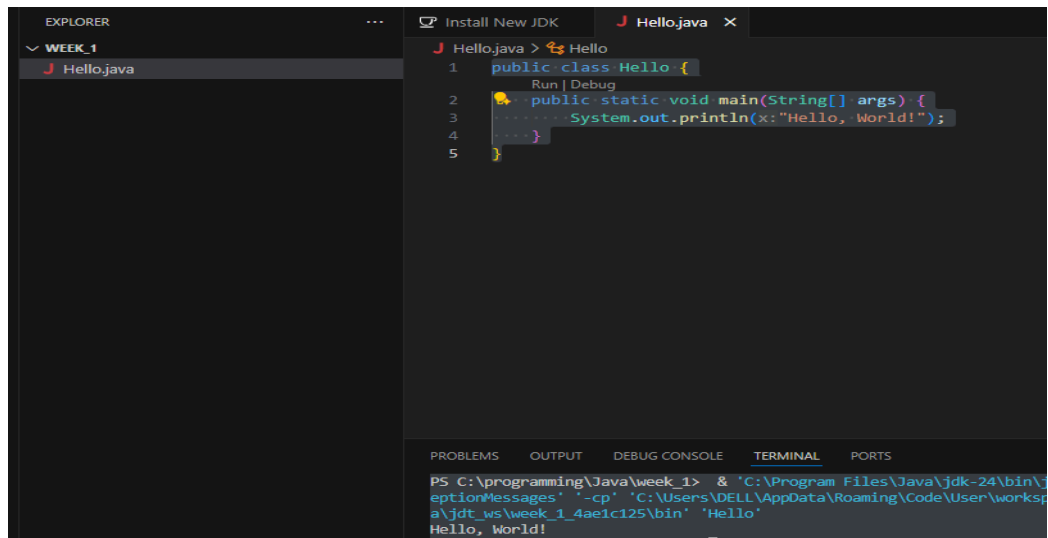 EXPLORER ...
Install New JDK
J Hello.java ×
WEEK_1
J Hello.java
J Hello.java > Hello
1 public class Hello {
Run | Debug
2 public static void main(String[] args) {
3 System.out.println(x:"Hello, World!");
4 }
5 }
PROBLEMS OUTPUT DEBUG CONSOLE TERMINAL PORTS
PS C:\programming\Java\week_1> & 'C:\Program Files\Java\jdk-24\bin\j
eptionMessages' '-cp' 'C:\Users\DELL\AppData\Roaming\Code\User\worksp
a\jdt_ws\week_1_4ae1c125\bin' 'Hello'
Hello, World!